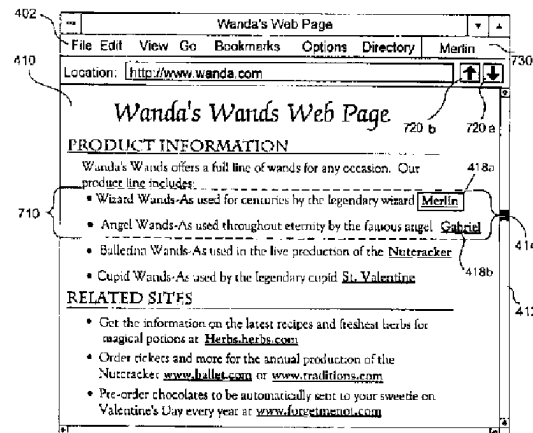 402
Wanda's Web Page
File Edit View Go Bookmarks Options Directory Merlin
730
410
Location: http://www.wanda.com
Wanda's Wands Web Page
720 b
720 a
PRODUCT INFORMATION
418a
Wanda's Wands offers a full line of wands for any occasion. Our
product line includes:
• Wizard Wands-As used for centuries by the legendary wizard Merlin
710
• Angel Wands-As used throughout eternity by the famous angel Gabriel
414
• Ballerina Wands-As used in the live production of the Nutcracker
418b
• Cupid Wands-As used by the legendary cupid St. Valentine
412
RELATED SITES
• Get the information on the latest recipes and freshest herbs for
magical potions at Herbs.herbs.com
• Order tickets and more for the annual production of the
Nutcracker www.ballet.com or www.traditions.com
• Pre-order chocolates to be automatically sent to your sweetie on
Valentine's Day every year at www.forgetmenot.com